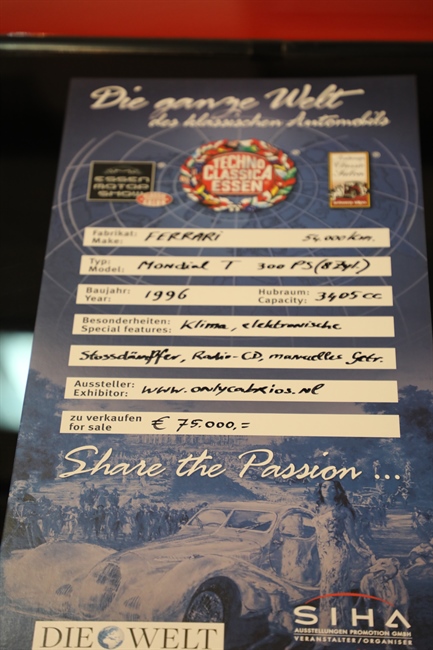 Die ganze Welt
des klassischen Automobils
ESSEN
MOTOR
SHOW
TECHNO
CLASSICA
ESSEN
Fabrikat: FERRARI 54.000 km.
Make:
Typ: Mondial T 300 PS (8 Zyl.)
Model:
Baujahr: 1996 Hubraum: 3405 cc
Year: Capacity:
Besonderheiten: Klima, elektronische
Special features:
Stossdämpfer, Radio-CD, manuelles Getr.
Aussteller: www.onlycabrios.nl
Exhibitor:
zu verkaufen € 75.000,=
for sale
Share the Passion ...
DIE WELT
SIHA
AUSSTELLUNGEN PROMOTION GMBH
VERANSTALTER/ORGANISER